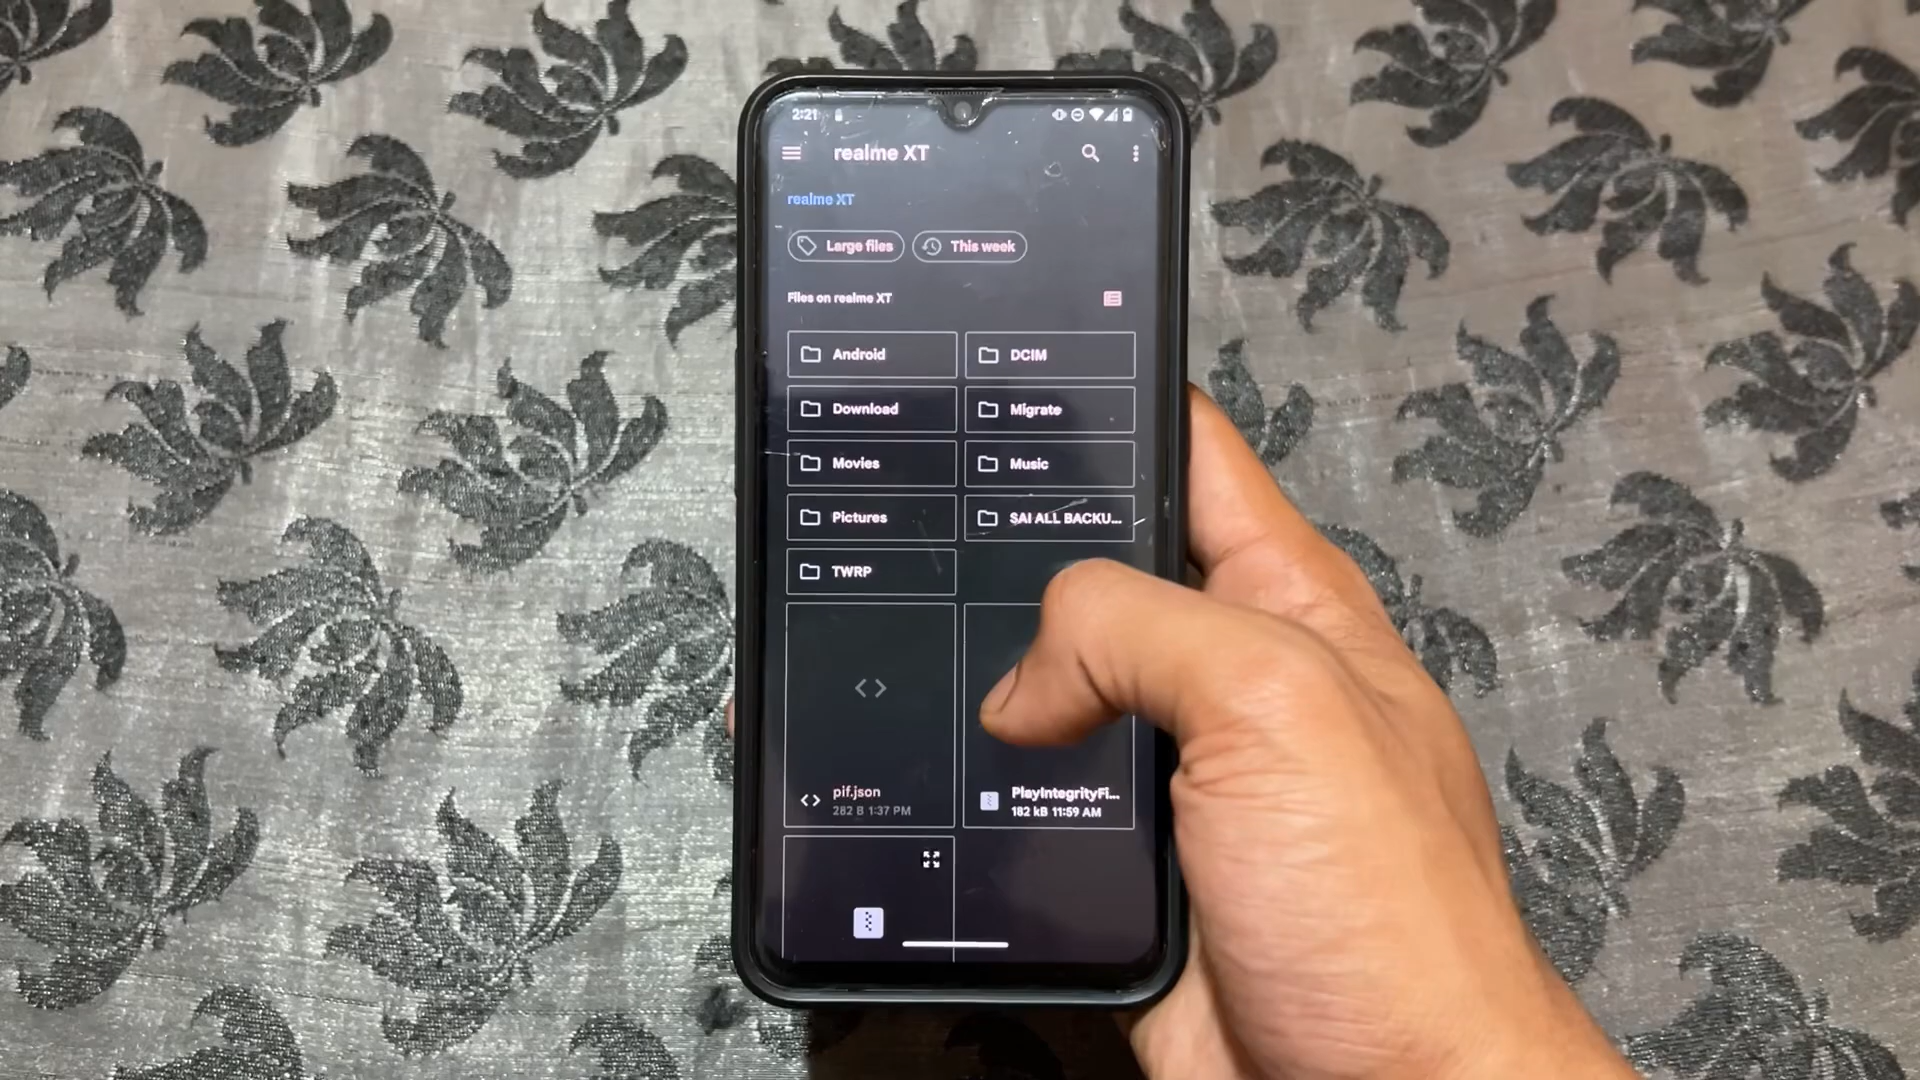 2:21
realme XT
realme XT
Large files
This week
Files on realme XT
Android
DCIM
Download
Migrate
Movies
Music
Pictures
SAI ALL BACKU...
TWRP
pif.json
282 B 1:37 PM
PlayIntegrityFi...
182 kB 11:59 AM